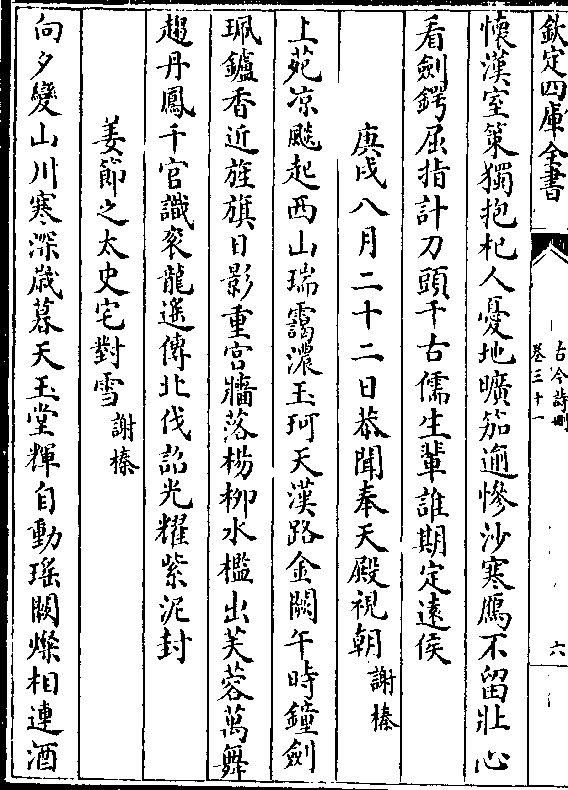 欽定四庫全書
古今詩刪
卷三十一
六
懷漢室策獨抱杞人憂地曠笳逾慘沙寒鴈不留壯心
看劍鍔屈指計刀頭千古儒生輩誰期定遠侯
庚戌八月二十二日恭聞奉天殿視朝 謝榛
上苑凉飈起西山瑞靄濃玉珂天漢路金闕午時鐘劍
珮鑪香近旌旗日影重宫牆落楊柳水檻出芙蓉萬舞
趨丹鳳千官識衮龍遥傳北伐詔光耀紫泥封
姜節之太史宅對雪 謝榛
向夕變山川寒深歳暮天玉堂輝自動瑶闕燦相連酒